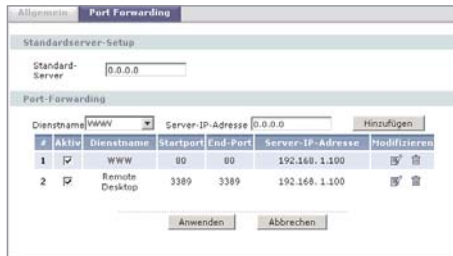 Allgemein Port Forwarding
Standardserver-Setup
Standard-Server 0.0.0.0
Port-Forwarding
Dienstname WWW Server-IP-Adresse 0.0.0.0 Hinzufügen
# Aktiv Dienstname Startport End-Port Server-IP-Adresse Modifizieren
1 WWW 80 80 192.168.1.100
2 Remote Desktop 3389 3389 192.168.1.100
Anwenden Abbrechen